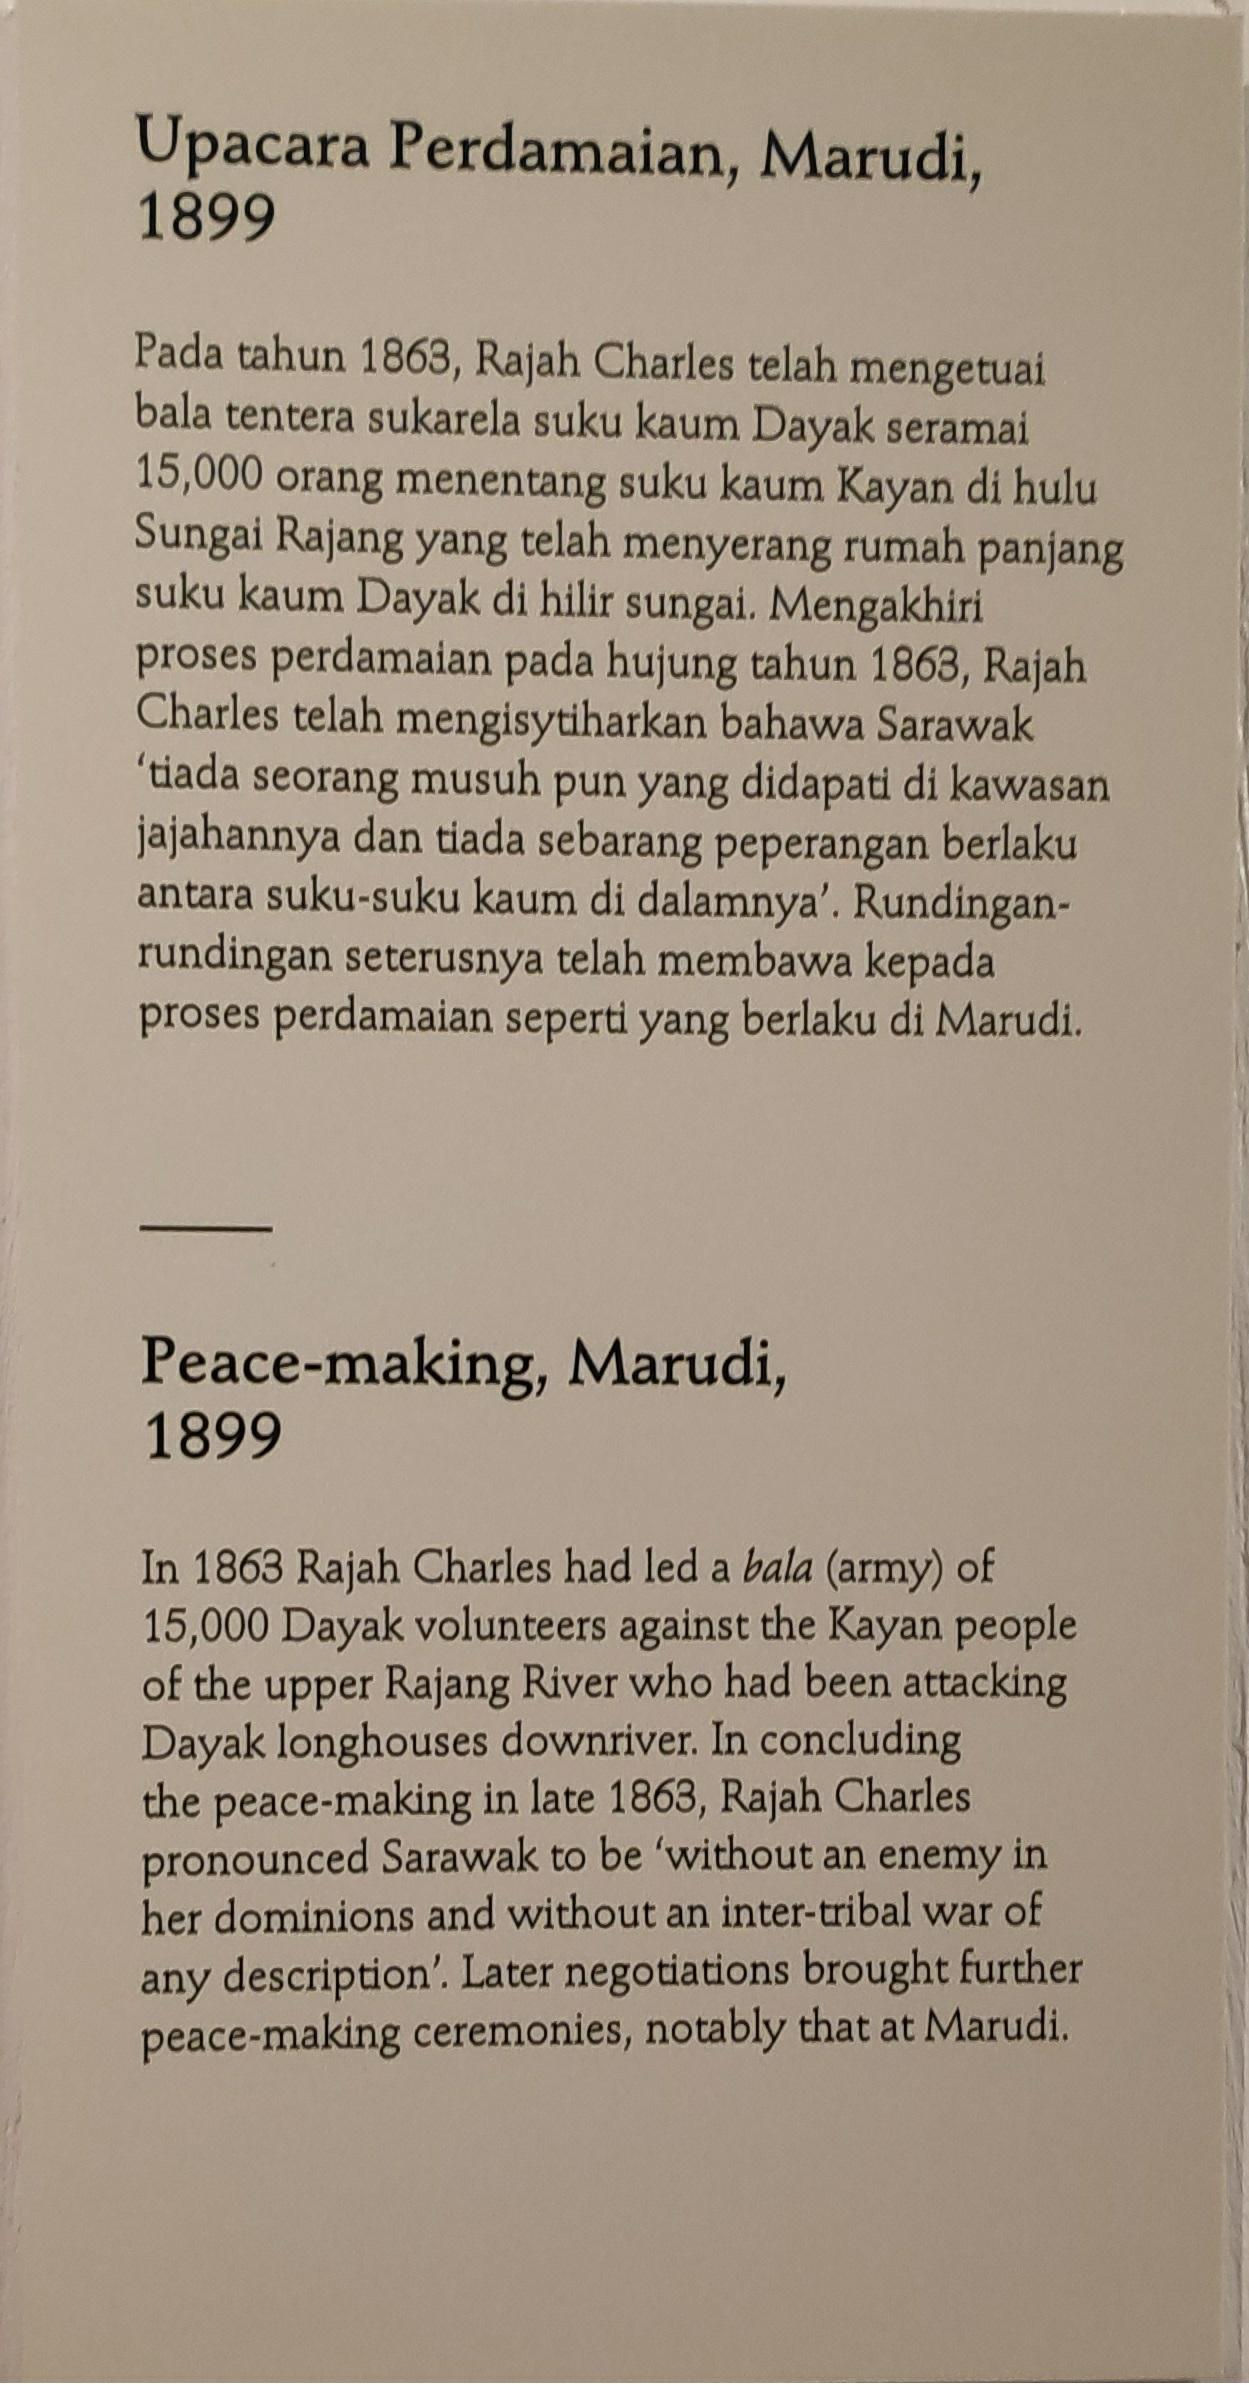 Upacara Perdamaian, Marudi,
1899
Pada tahun 1863, Rajah Charles telah mengetuai
bala tentera sukarela suku kaum Dayak seramai
15,000 orang menentang suku kaum Kayan di hulu
Sungai Rajang yang telah menyerang rumah panjang
suku kaum Dayak di hilir sungai. Mengakhiri
proses perdamaian pada hujung tahun 1863, Rajah
Charles telah mengisytiharkan bahawa Sarawak
‘tiada seorang musuh pun yang didapati di kawasan
jajahannya dan tiada sebarang peperangan berlaku
antara suku-suku kaum di dalamnya’. Rundingan-
rundingan seterusnya telah membawa kepada
proses perdamaian seperti yang berlaku di Marudi.
Peace-making, Marudi,
1899
In 1863 Rajah Charles had led a bala (army) of
15,000 Dayak volunteers against the Kayan people
of the upper Rajang River who had been attacking
Dayak longhouses downriver. In concluding
the peace-making in late 1863, Rajah Charles
pronounced Sarawak to be ‘without an enemy in
her dominions and without an inter-tribal war of
any description’. Later negotiations brought further
peace-making ceremonies, notably that at Marudi.